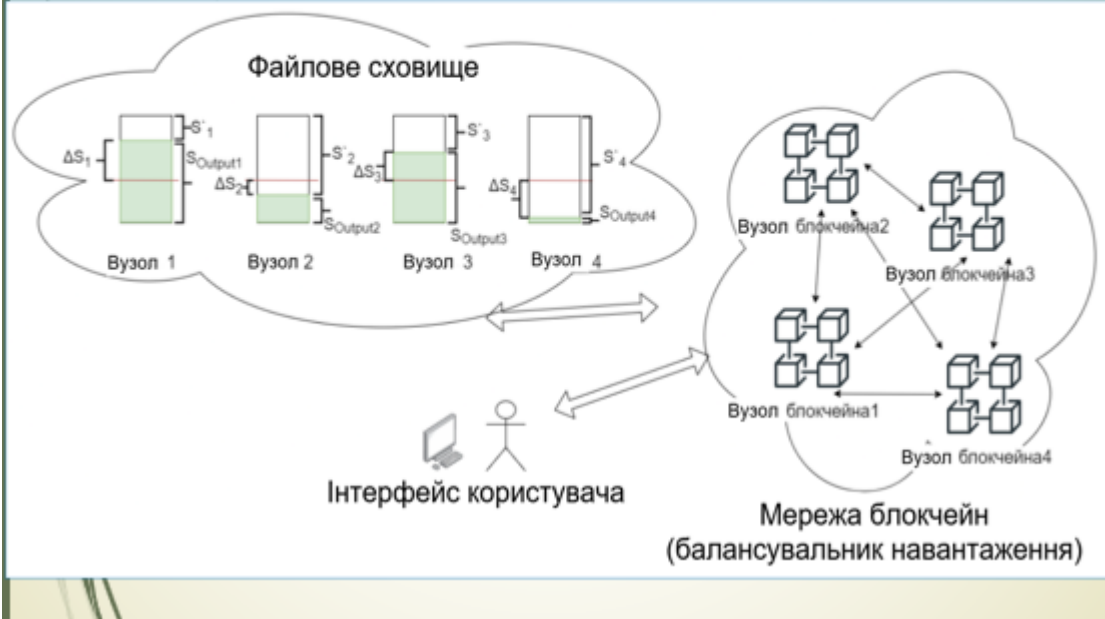 Файлове сховище
S`1
ΔS1
SOutput1
S`2
ΔS2
SOutput2
S`3
ΔS3
SOutput3
S`4
ΔS4
SOutput4
Вузол 1
Вузол 2
Вузол 3
Вузол 4
Вузол блокчейна2
Вузол блокчейна3
Вузол блокчейна1
Вузол блокчейна4
Інтерфейс користувача
Мережа блокчейн
(балансувальник навантаження)